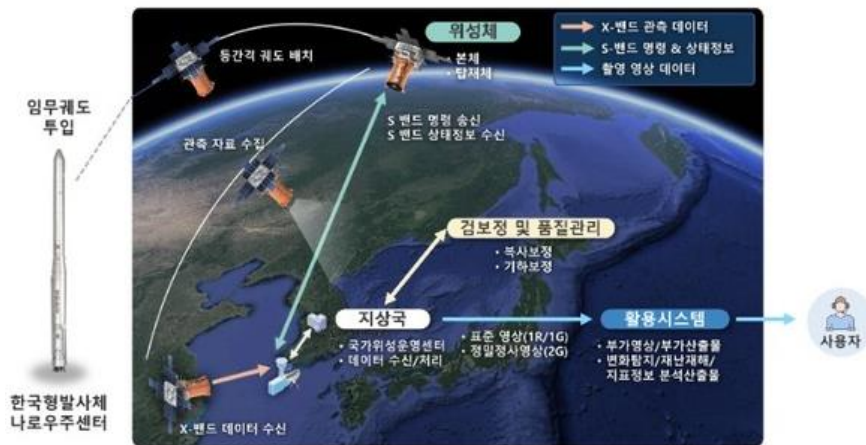 위성체
• 본체
• 탑재체
X-밴드 관측 데이터
S-밴드 명령 & 상태정보
촬영 영상 데이터
등간격 궤도 배치
임무궤도
투입
S 밴드 명령 송신
S 밴드 상태정보 수신
관측 자료 수집
검보정 및 품질관리
• 복사보정
• 기하보정
지상국
• 국가위성운영센터
• 데이터 수신/처리
• 표준 영상(1R/1G)
• 정밀정사영상(2G)
활용시스템
• 부가영상/부가산출물
• 변화탐지/재난재해/
지표정보 분석산출물
사용자
한국형발사체
나로우주센터
X-밴드 데이터 수신